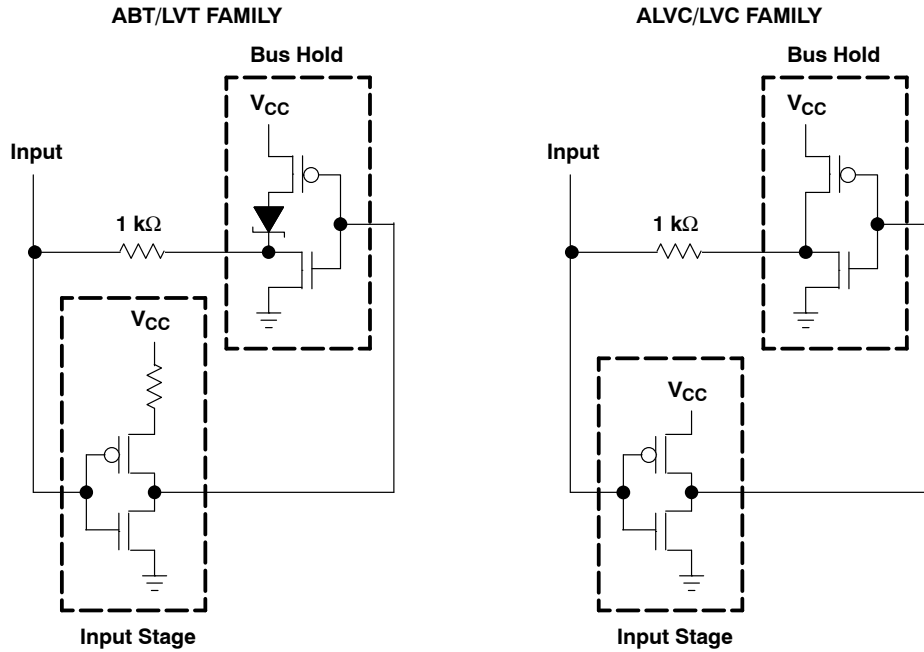 ABT/LVT FAMILY
Bus Hold
VCC
Input
1 kΩ
VCC
Input Stage
ALVC/LVC FAMILY
Bus Hold
VCC
Input
1 kΩ
VCC
Input Stage